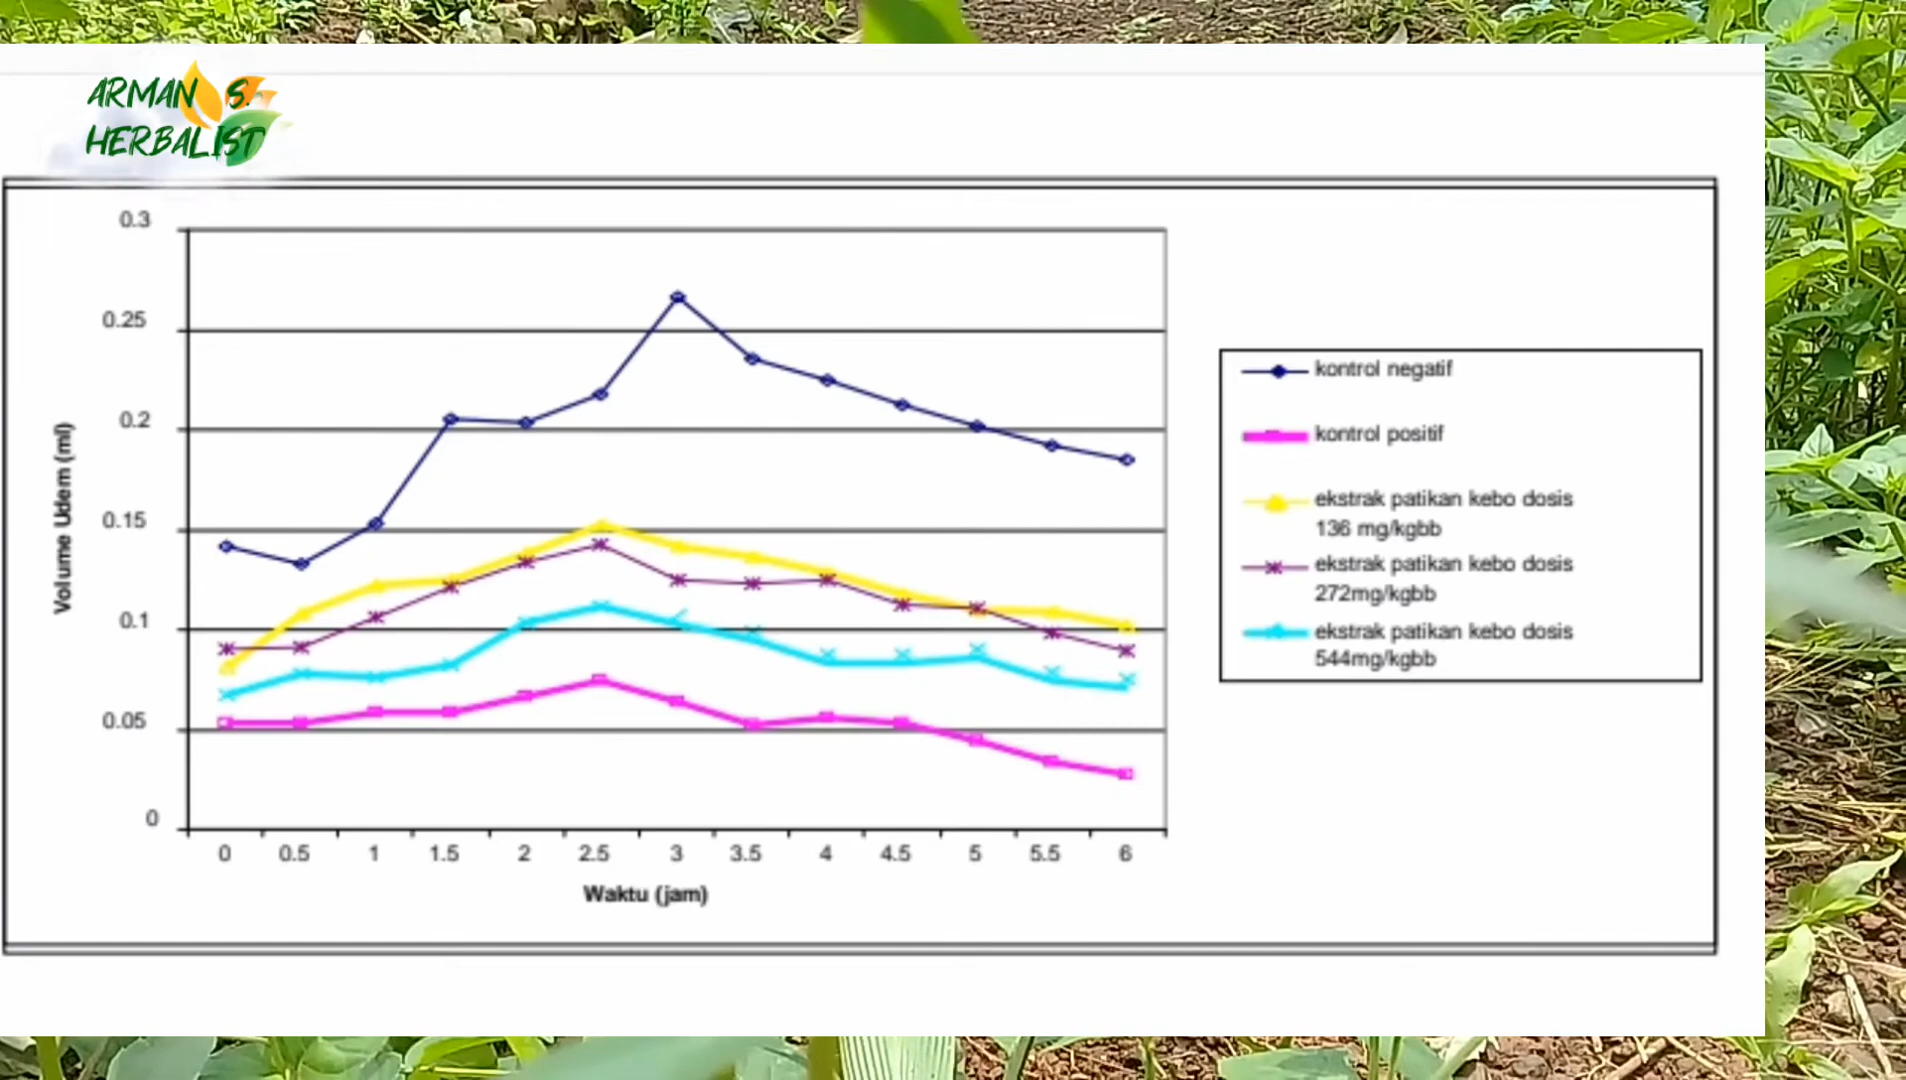 ARMAN S.
HERBALIST
0.3
0.25
0.2
0.15
0.1
0.05
0
Volume Udem (ml)
0 0.5 1 1.5 2 2.5 3 3.5 4 4.5 5 5.5 6
Waktu (jam)
kontrol negatif
kontrol positif
ekstrak patikan kebo dosis
136 mg/kgbb
ekstrak patikan kebo dosis
272mg/kgbb
ekstrak patikan kebo dosis
544mg/kgbb